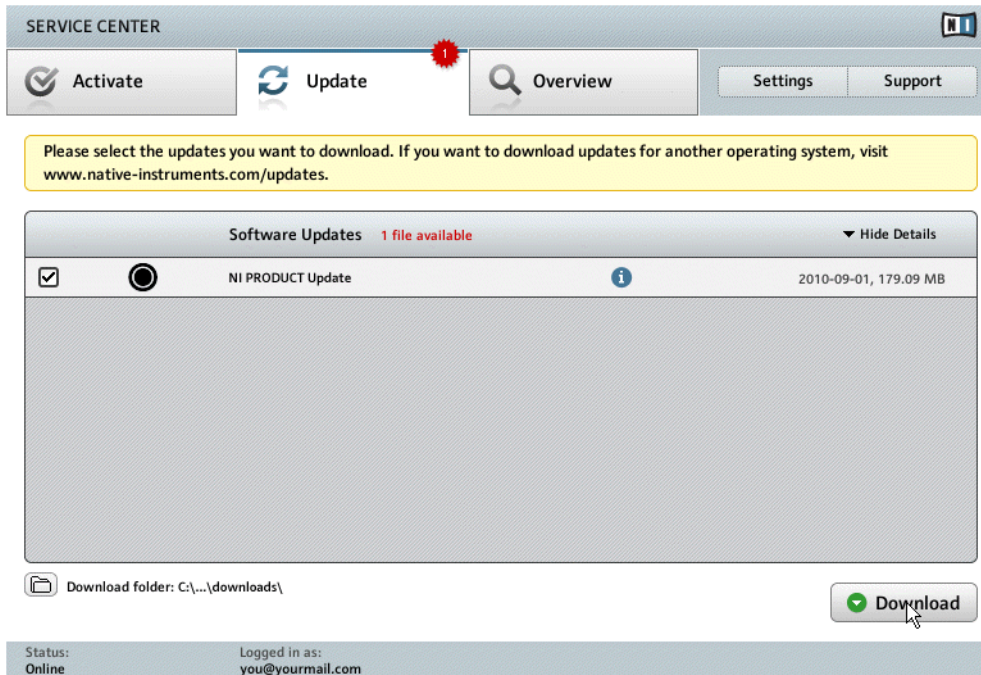 SERVICE CENTER
NI
Activate
Update
1
Overview
Settings
Support
Please select the updates you want to download. If you want to download updates for another operating system, visit
www.native-instruments.com/updates.
Software Updates 1 file available
Hide Details
NI PRODUCT Update
i
2010-09-01, 179.09 MB
Download folder: C:\...\downloads\
Download
Status:
Online
Logged in as:
you@yourmail.com